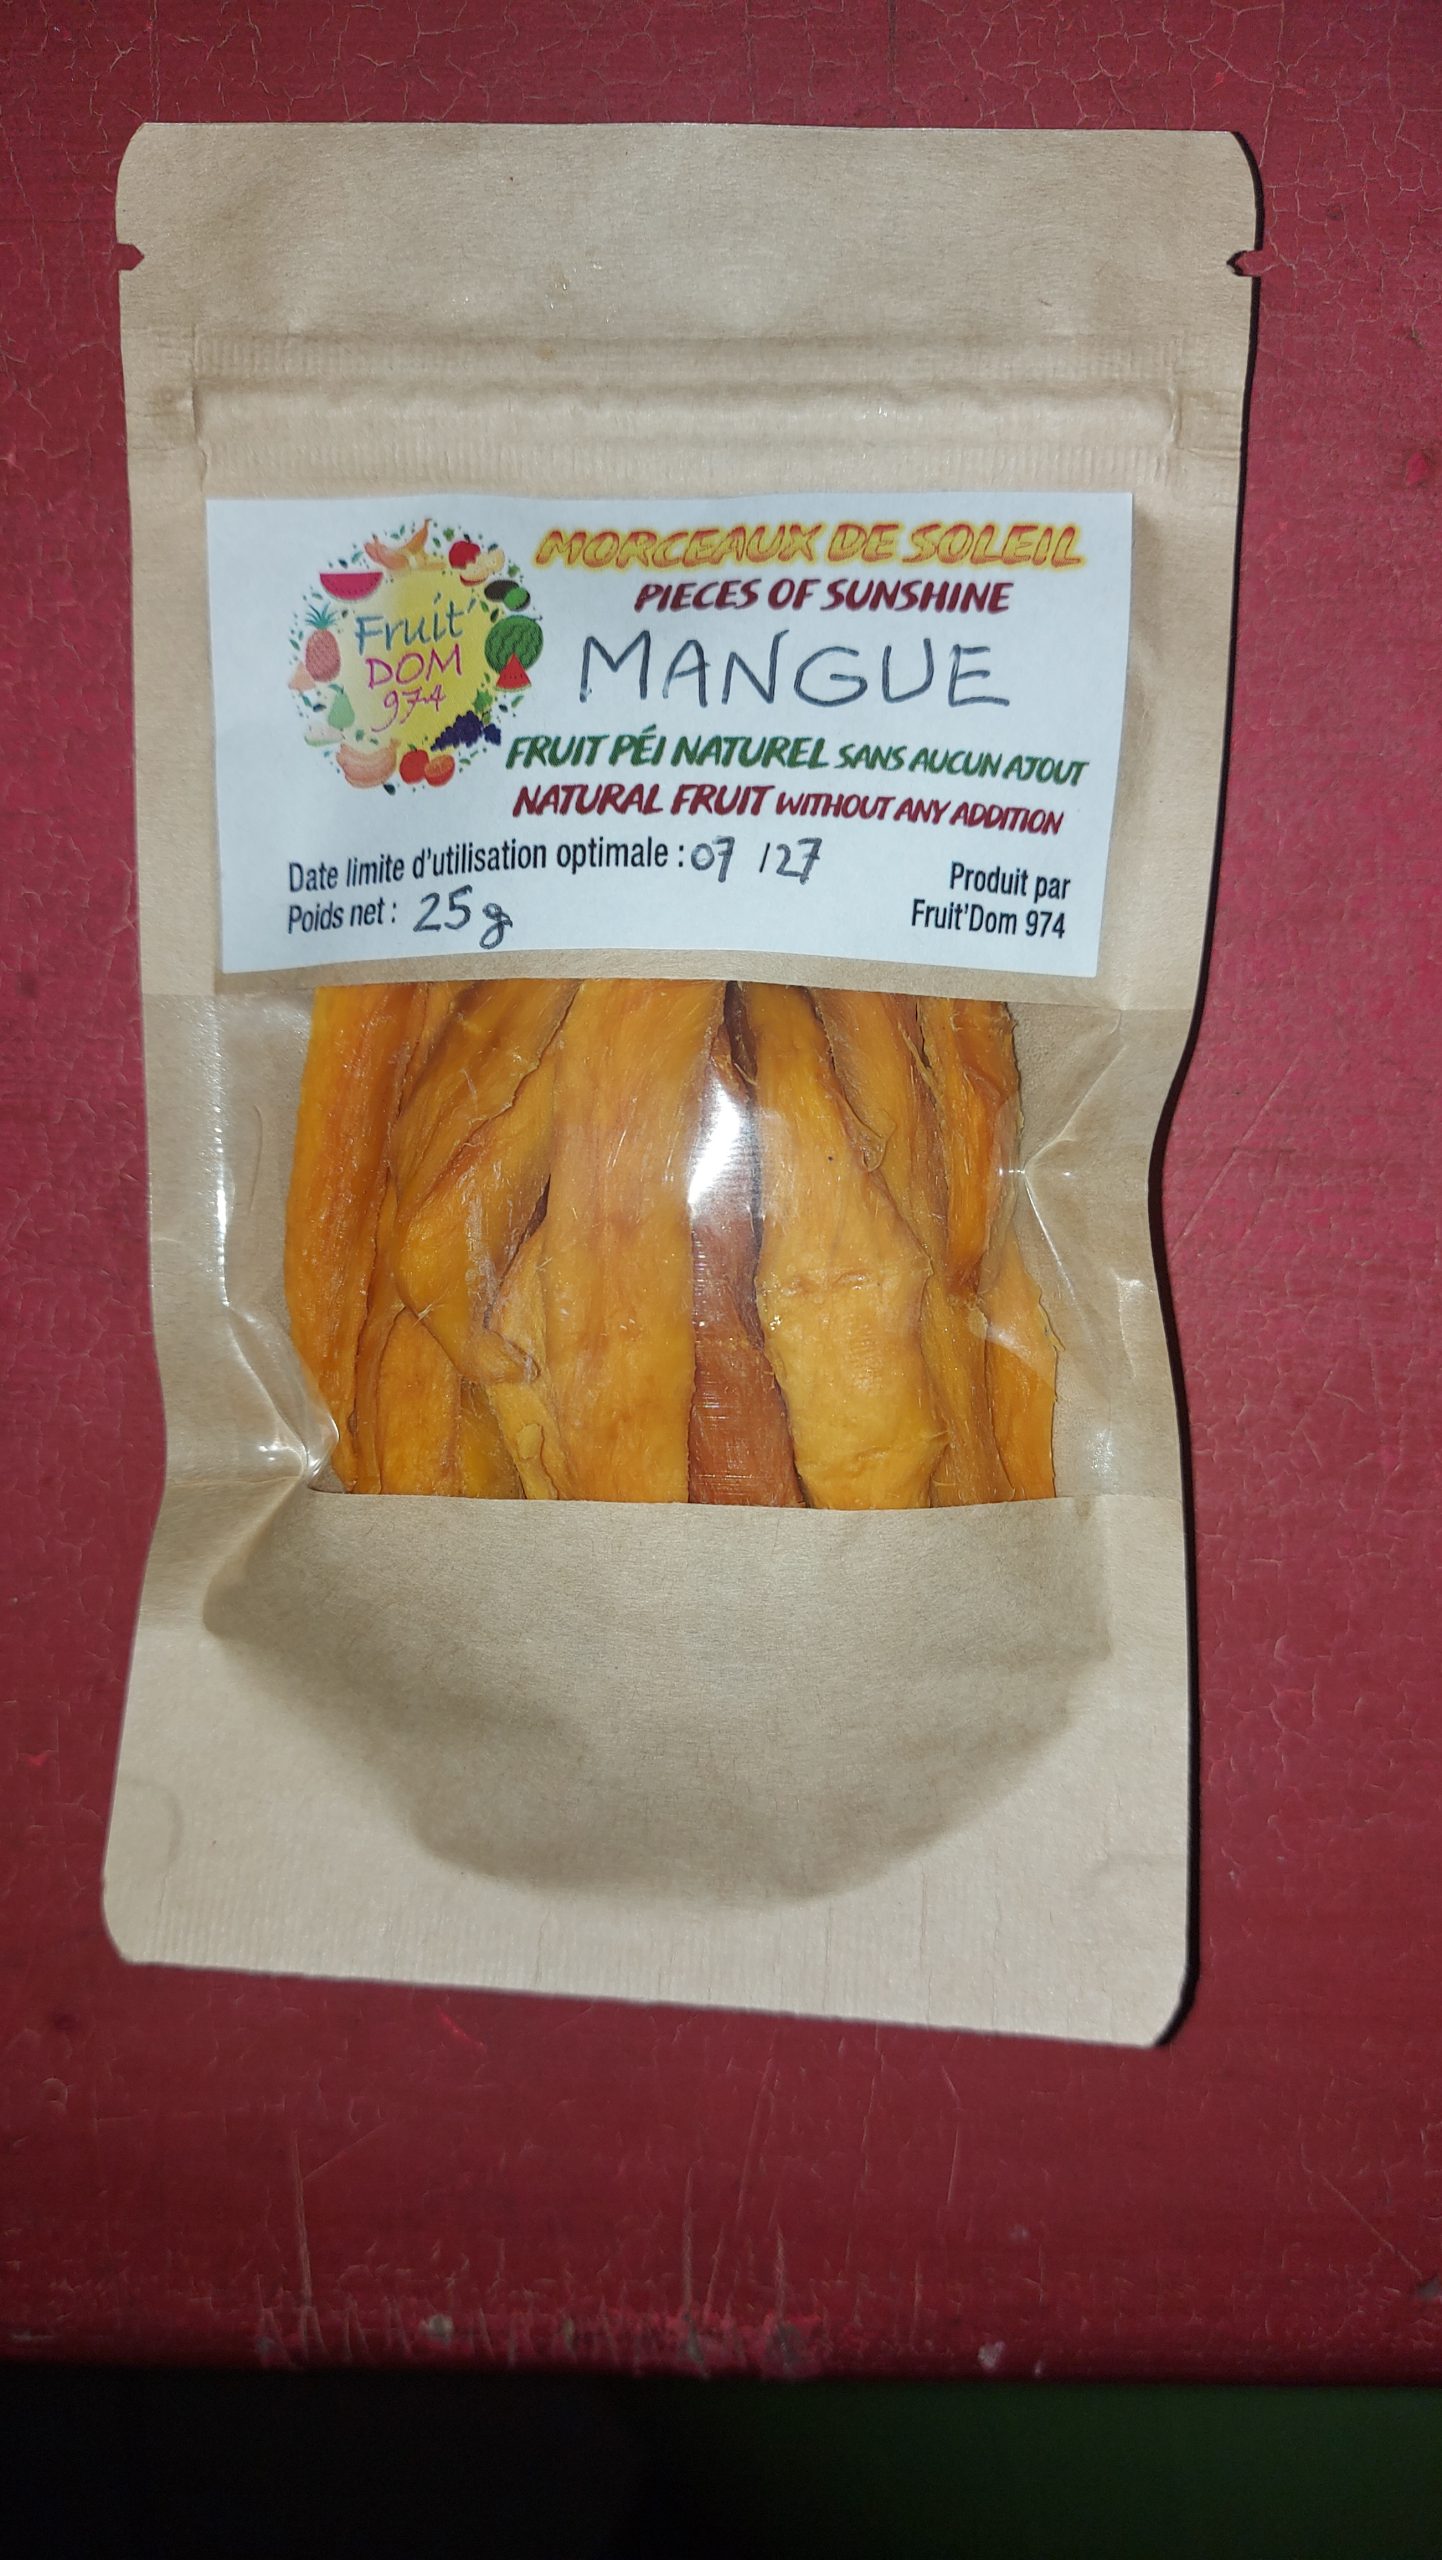 Fruit'
DOM
974
MORCEAUX DE SOLEIL
PIECES OF SUNSHINE
MANGUE
FRUIT PÉI NATUREL SANS AUCUN AJOUT
NATURAL FRUIT WITHOUT ANY ADDITION
Date limite d'utilisation optimale : 07 /27
Poids net : 25g
Produit par
Fruit'Dom 974